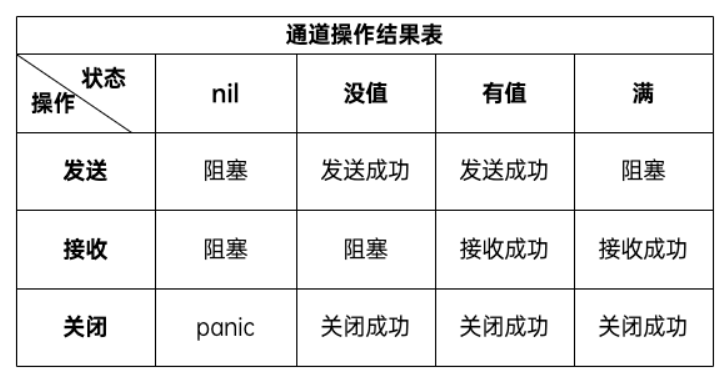 通道操作结果表
状态
操作 nil 没值 有值 满
发送 阻塞 发送成功 发送成功 阻塞
接收 阻塞 阻塞 接收成功 接收成功
关闭 panic 关闭成功 关闭成功 关闭成功